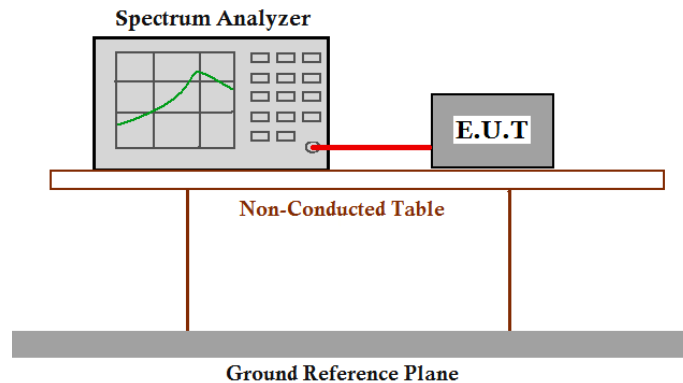 Spectrum Analyzer
E.U.T
Non-Conducted Table
Ground Reference Plane